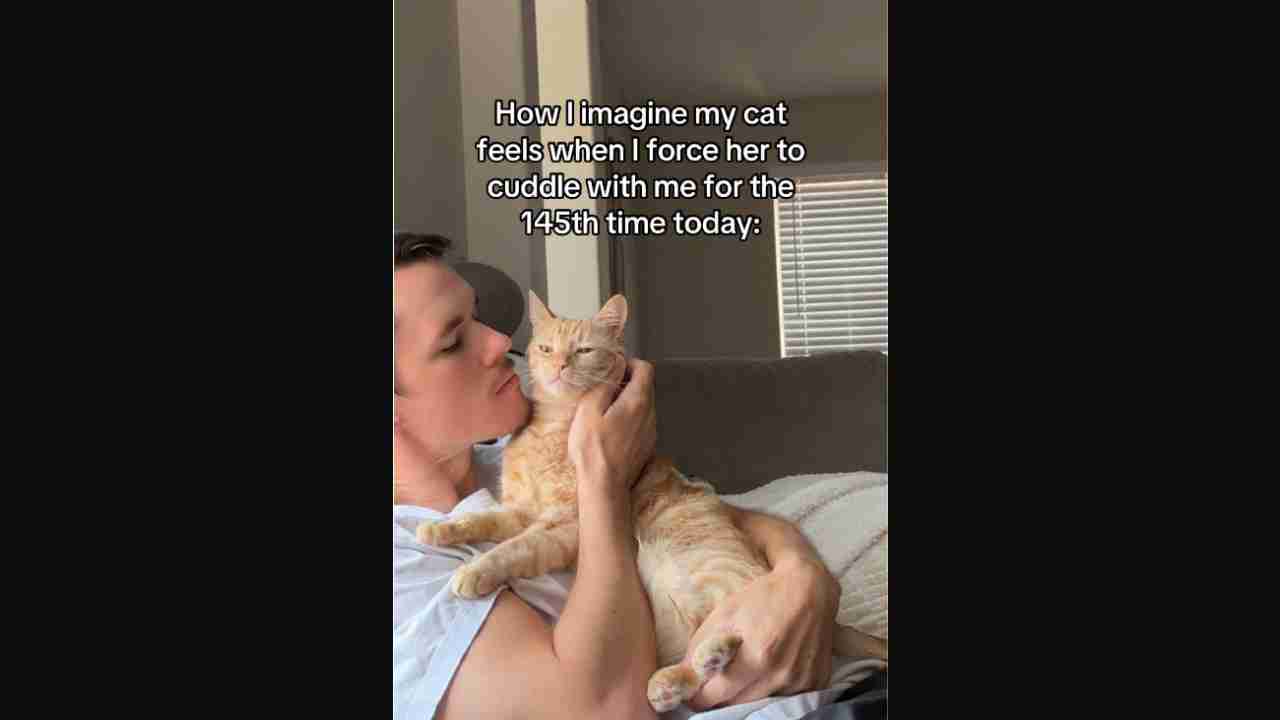 How I imagine my cat
feels when I force her to
cuddle with me for the
145th time today: